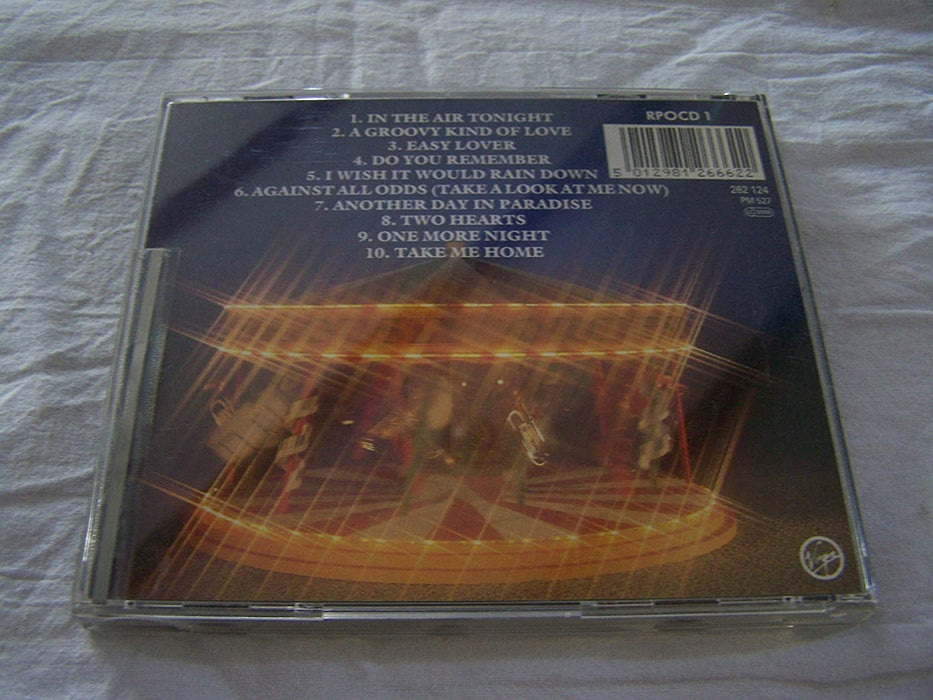 1. IN THE AIR TONIGHT
2. A GROOVY KIND OF LOVE
3. EASY LOVER
4. DO YOU REMEMBER
5. I WISH IT WOULD RAIN DOWN
6. AGAINST ALL ODDS (TAKE A LOOK AT ME NOW)
7. ANOTHER DAY IN PARADISE
8. TWO HEARTS
9. ONE MORE NIGHT
10. TAKE ME HOME
RPOCD 1
5 012981 266622
262 124
PM 527
Virgin